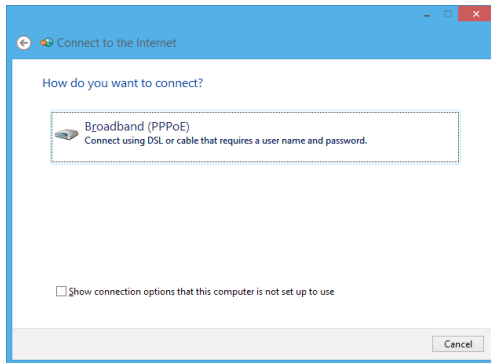 Connect to the Internet
How do you want to connect?
Broadband (PPPoE)
Connect using DSL or cable that requires a user name and password.
Show connection options that this computer is not set up to use
Cancel